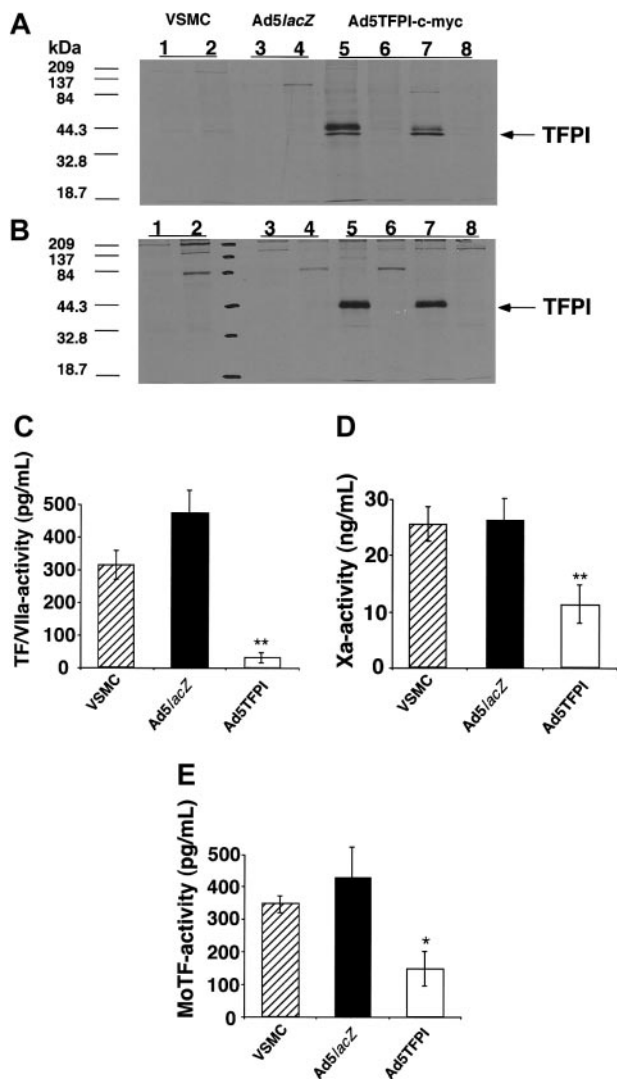 A VSMC Ad5lacZ Ad5TFPI-c-myc
kDa 1 2 3 4 5 6 7 8
209
137
84
44.3 TFPI
32.8
18.7
B 1 2 3 4 5 6 7 8
209
137
84
44.3 TFPI
32.8
18.7
C
TF/VIIa-activity (pg/mL)
500
400
300
200
100
0
**
VSMC Ad5lacZ Ad5TFPI
D
Xa-activity (ng/mL)
30
20
10
0
**
VSMC Ad5lacZ Ad5TFPI
E
MoTF-activity (pg/mL)
500
400
300
200
100
0
*
VSMC Ad5lacZ Ad5TFPI